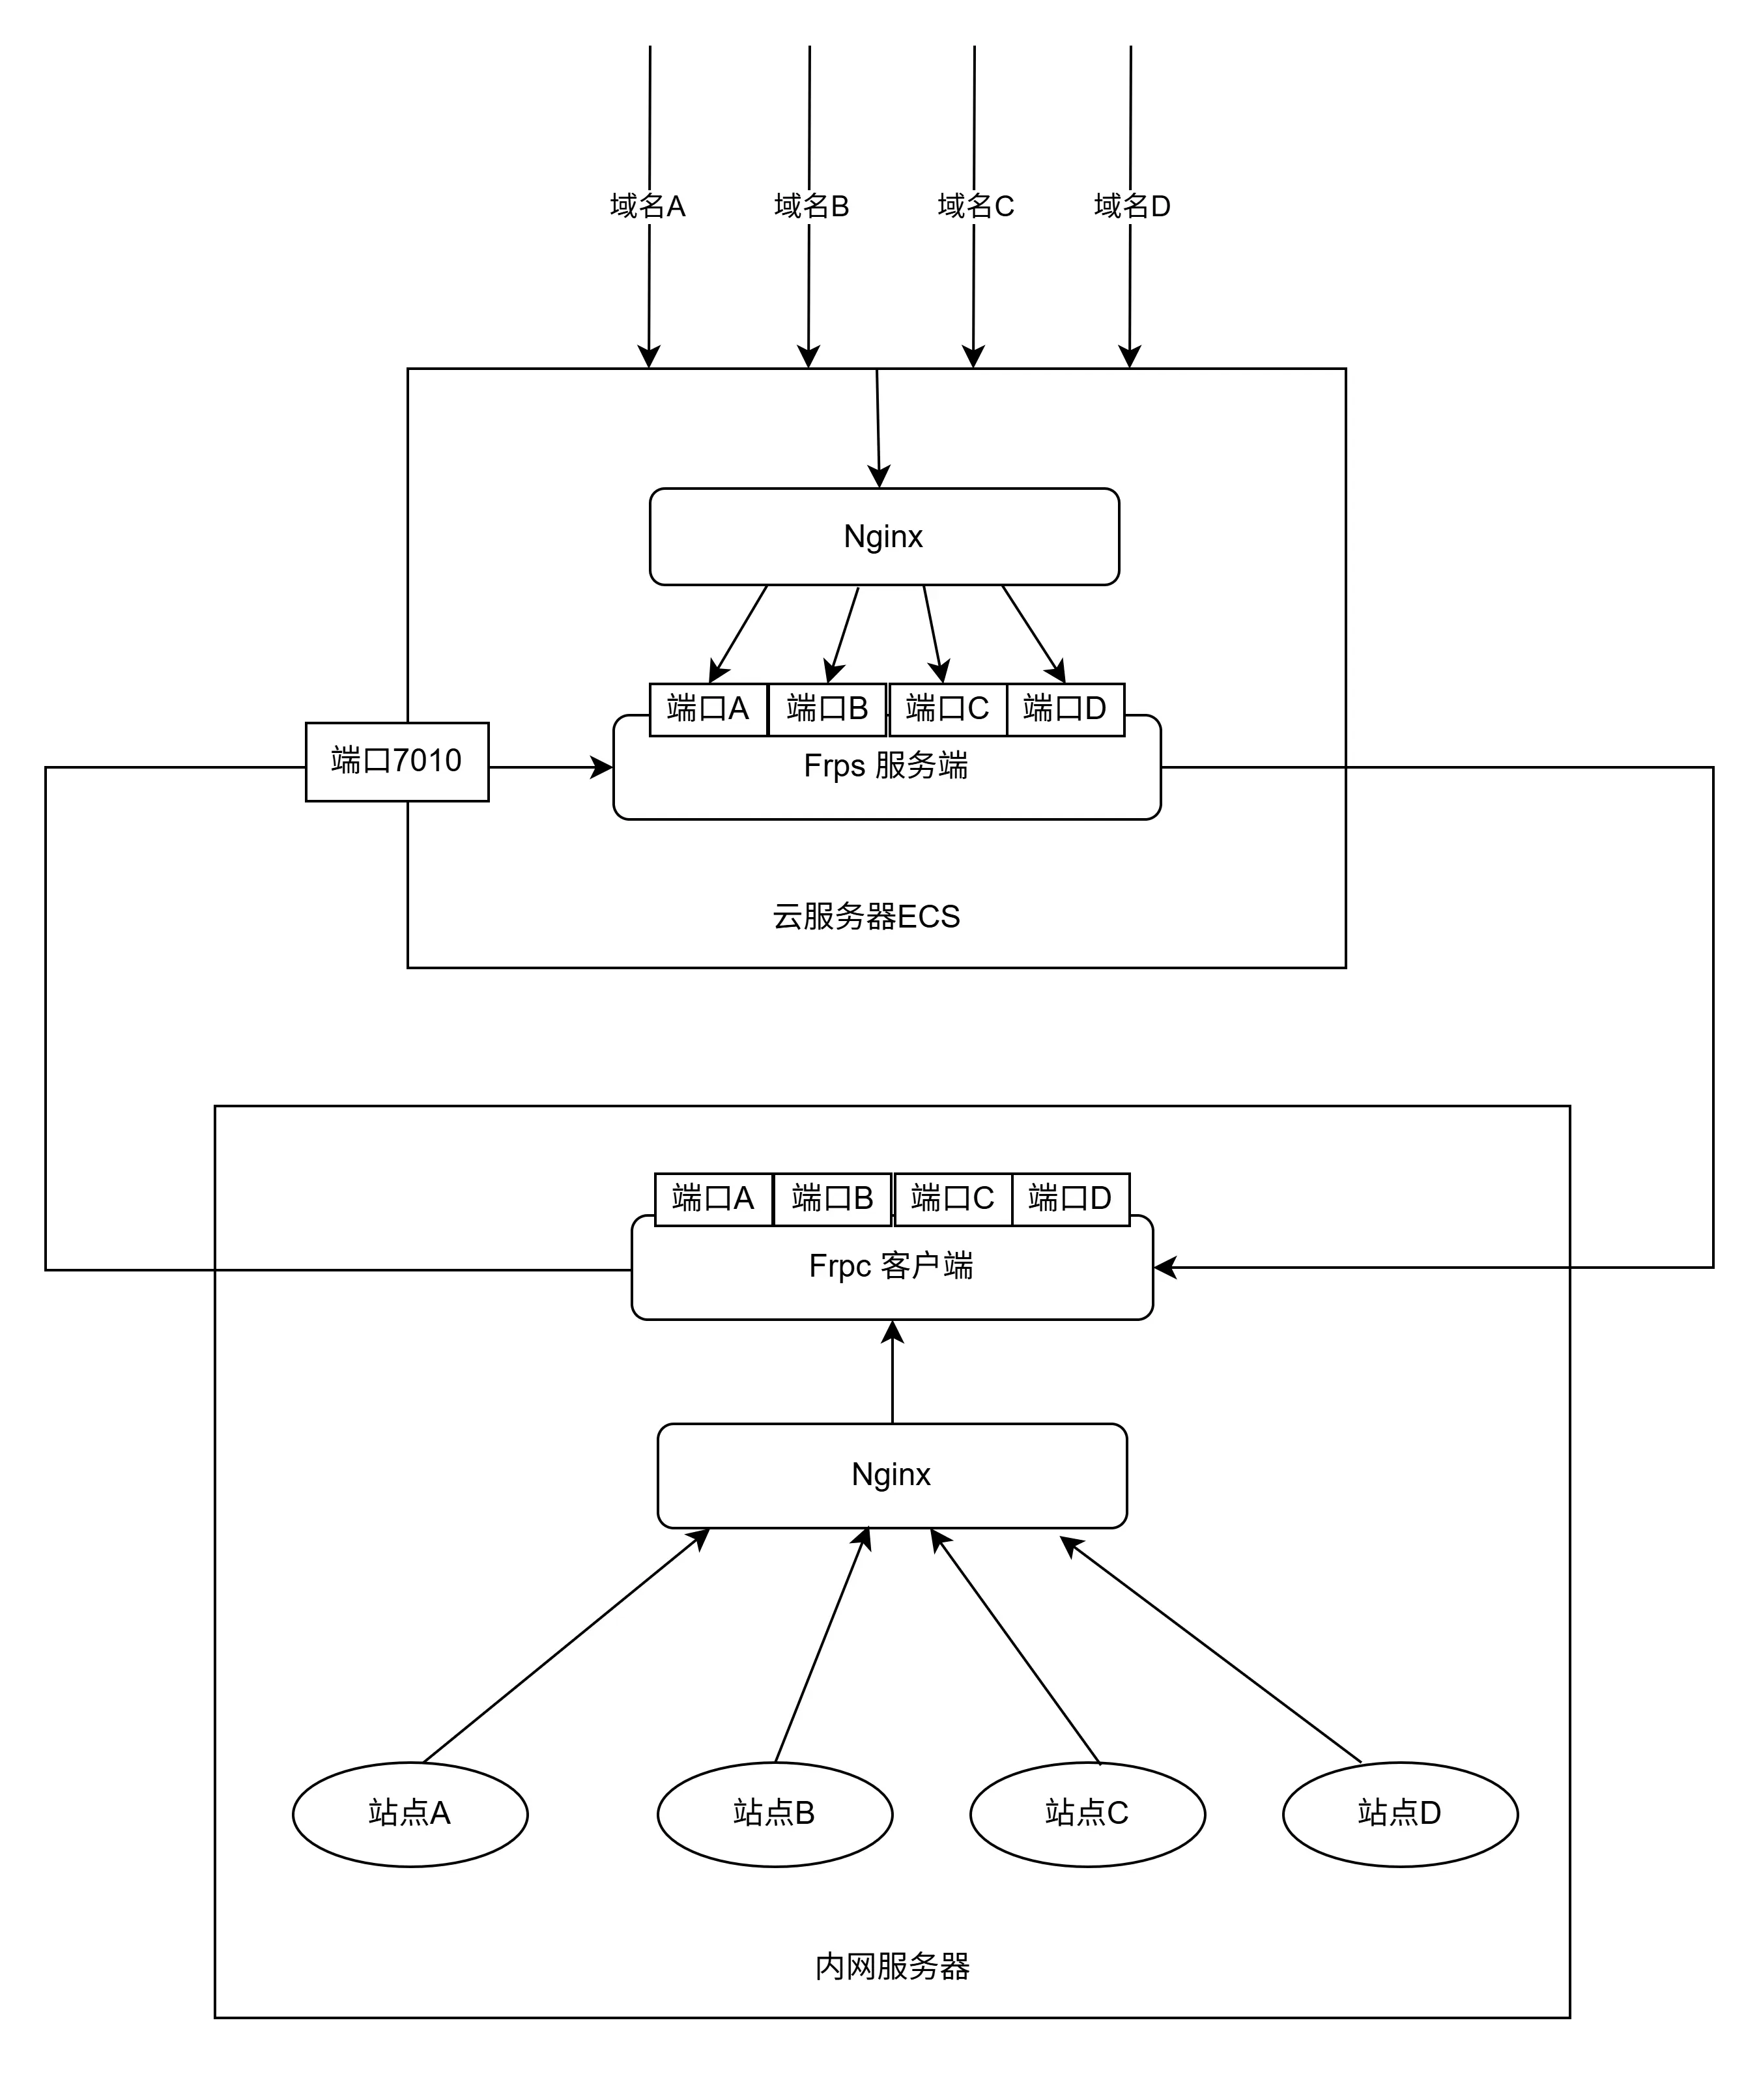 域名A
域名B
域名C
域名D
Nginx
端口A
端口B
端口C
端口D
端口7010
Frps 服务端
云服务器ECS
端口A
端口B
端口C
端口D
Frpc 客户端
Nginx
站点A
站点B
站点C
站点D
内网服务器